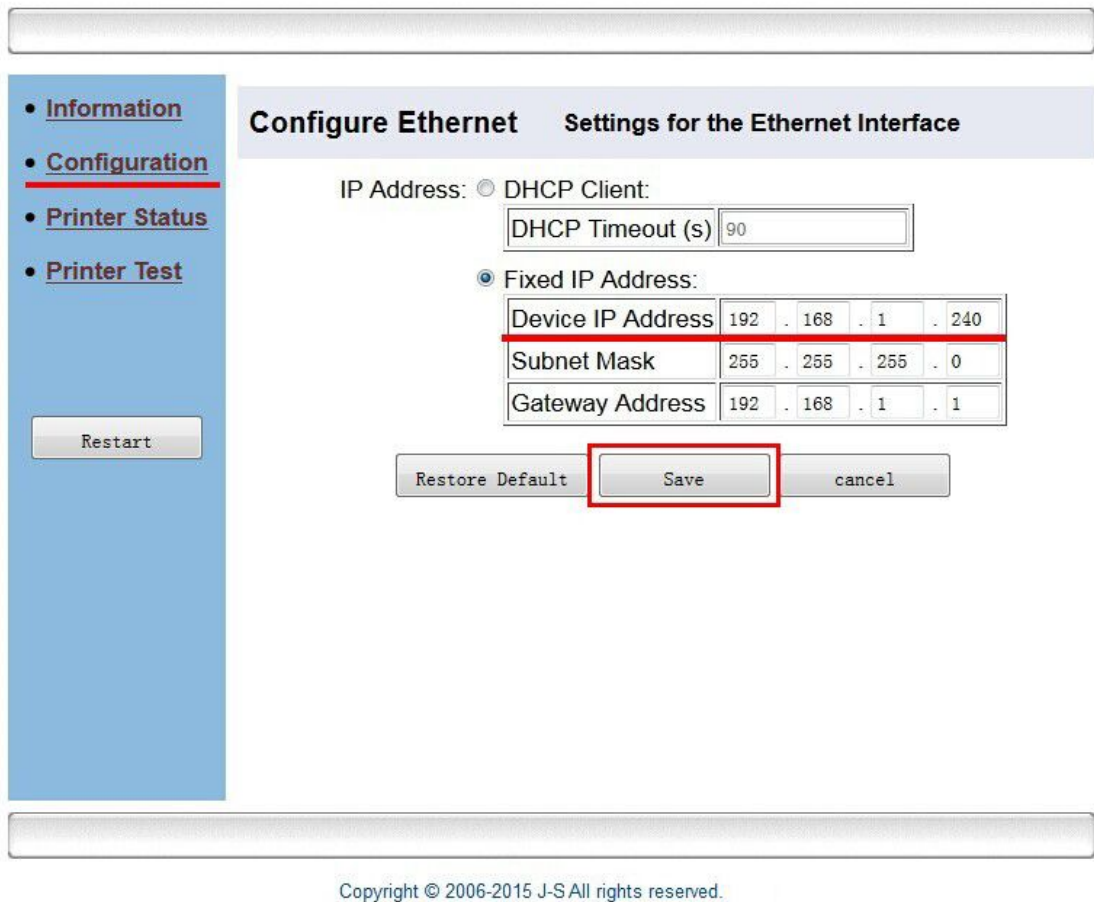 Information
Configuration
Printer Status
Printer Test
Restart
Configure Ethernet Settings for the Ethernet Interface
IP Address: DHCP Client:
DHCP Timeout (s) 90
Fixed IP Address:
Device IP Address 192 . 168 . 1 . 240
Subnet Mask 255 . 255 . 255 . 0
Gateway Address 192 . 168 . 1 . 1
Restore Default Save cancel
Copyright © 2006-2015 J-S All rights reserved.